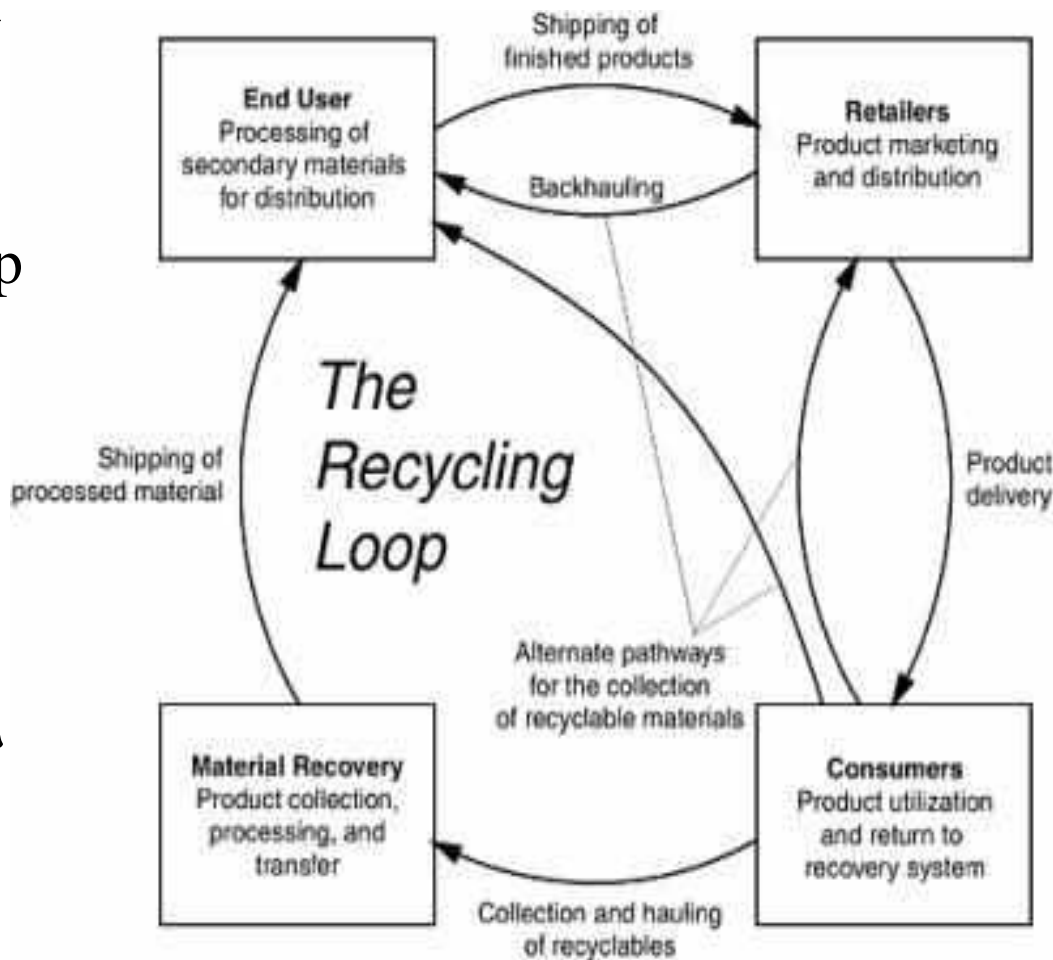 Shipping of
finished products
End User
Processing of
secondary materials
for distribution
Retailers
Product marketing
and distribution
Backhauling
p
The
Recycling
Loop
Shipping of
processed material
Product
delivery
Alternate pathways
for the collection
of recyclable materials
Material Recovery
Product collection,
processing, and
transfer
Consumers
Product utilization
and return to
recovery system
Collection and hauling
of recyclables